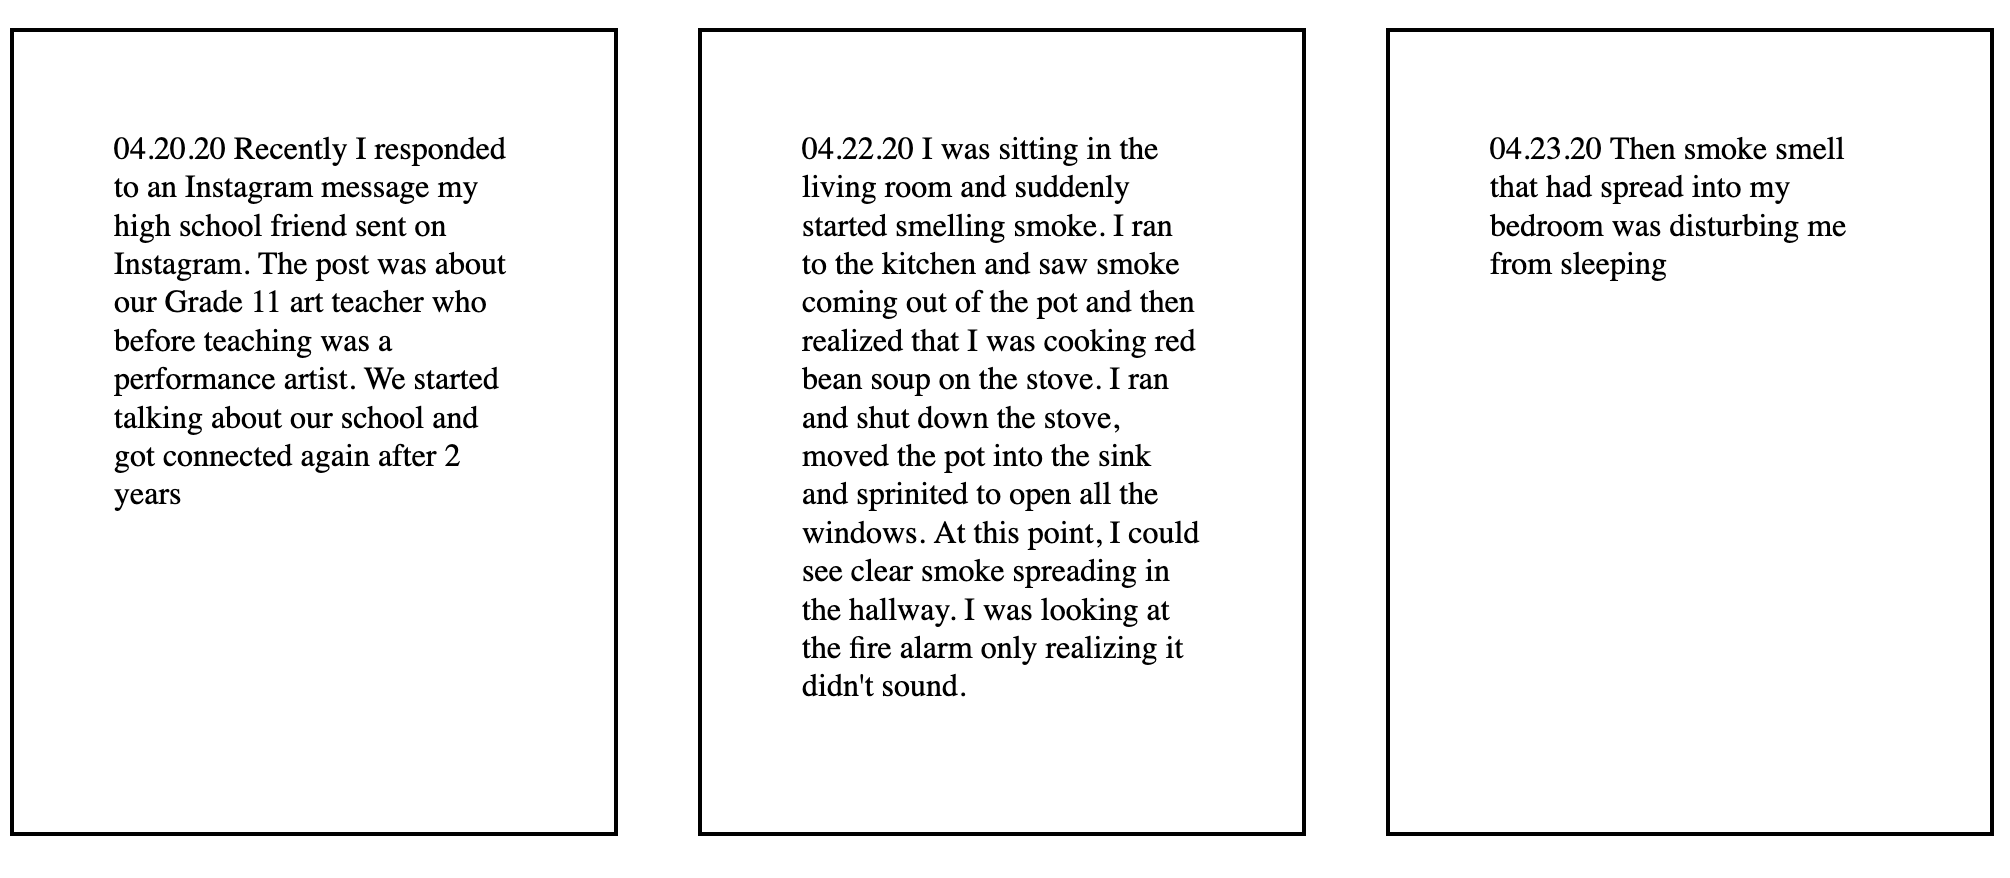 04.20.20 Recently I responded
to an Instagram message my
high school friend sent on
Instagram. The post was about
our Grade 11 art teacher who
before teaching was a
performance artist. We started
talking about our school and
got connected again after 2
years
04.22.20 I was sitting in the
living room and suddenly
started smelling smoke. I ran
to the kitchen and saw smoke
coming out of the pot and then
realized that I was cooking red
bean soup on the stove. I ran
and shut down the stove,
moved the pot into the sink
and sprinited to open all the
windows. At this point, I could
see clear smoke spreading in
the hallway. I was looking at
the fire alarm only realizing it
didn't sound.
04.23.20 Then smoke smell
that had spread into my
bedroom was disturbing me
from sleeping